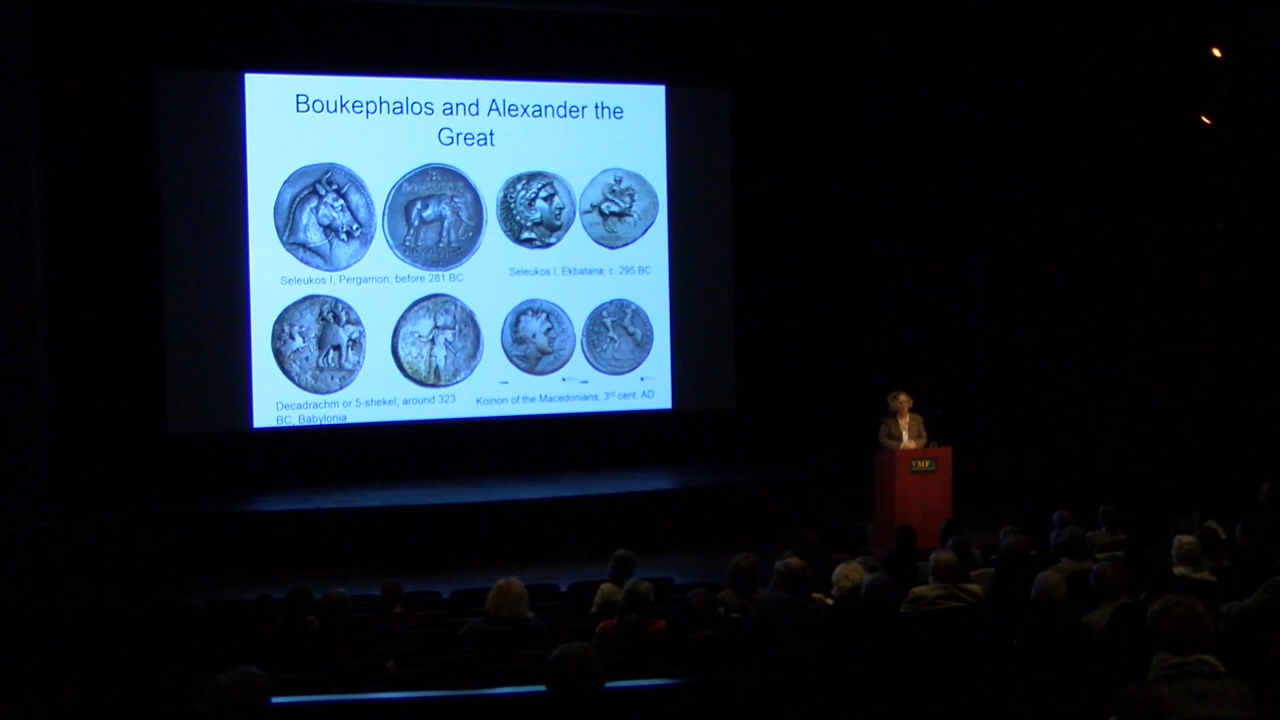 Boukephalos and Alexander the
Great
Seleukos I, Pergamon; before 281 BC
Seleukos I, Ekbatana; c. 295 BC
Decadrachm or 5-shekel; around 323
BC, Babylonia
Koinon of the Macedonians; 3rd cent. AD
VMFA